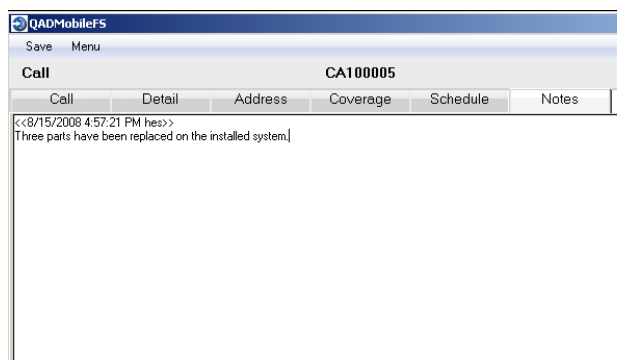 QADMobileFS
Save Menu
Call CA100005
Call Detail Address Coverage Schedule Notes
<<8/15/2008 4:57:21 PM hes>>
Three parts have been replaced on the installed system.